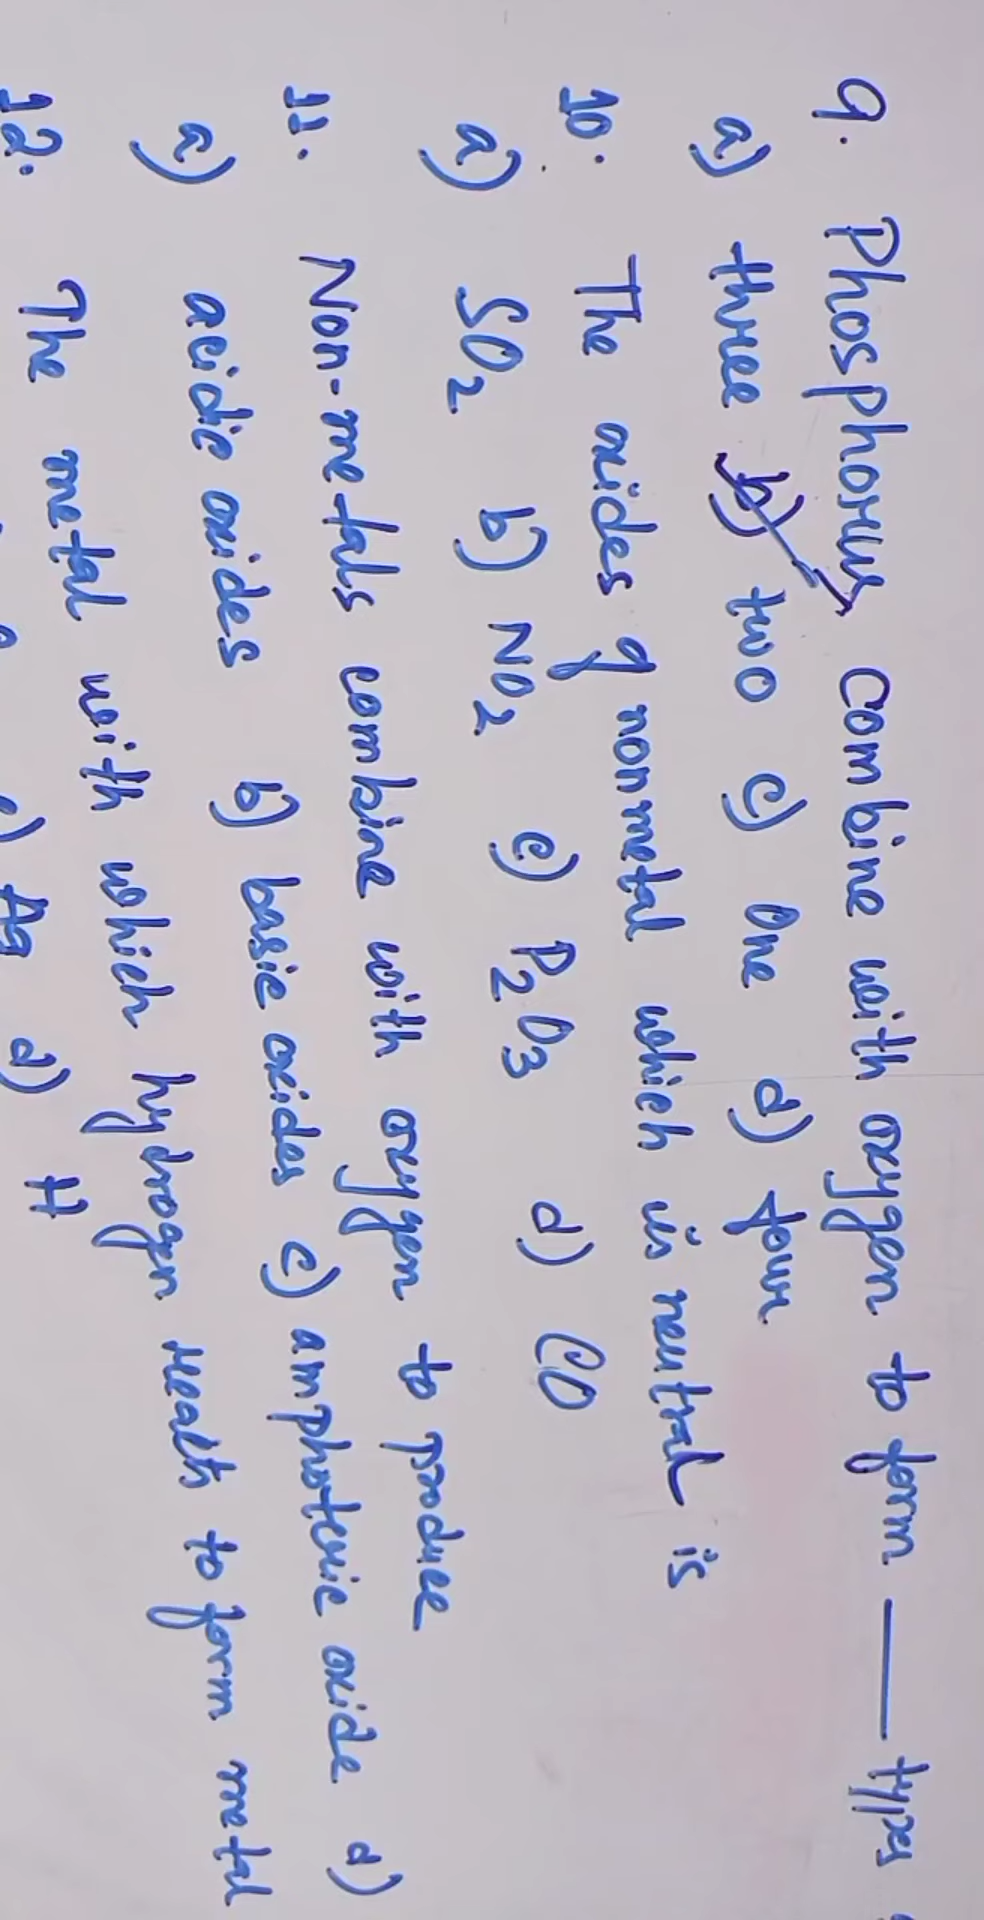 9. Phosphorus combine with oxygen to form ___ types
a) three b) two c) One d) four
10. The oxides of nonmetal which is neutral is
a) SO2 b) NO2 c) P2O3 d) CO
11. Non-metals combine with oxygen to produce
a) acidic oxides b) basic oxides c) amphoteric oxide d)
12. The metal with which hydrogen reacts to form metal
c) Ag d) H